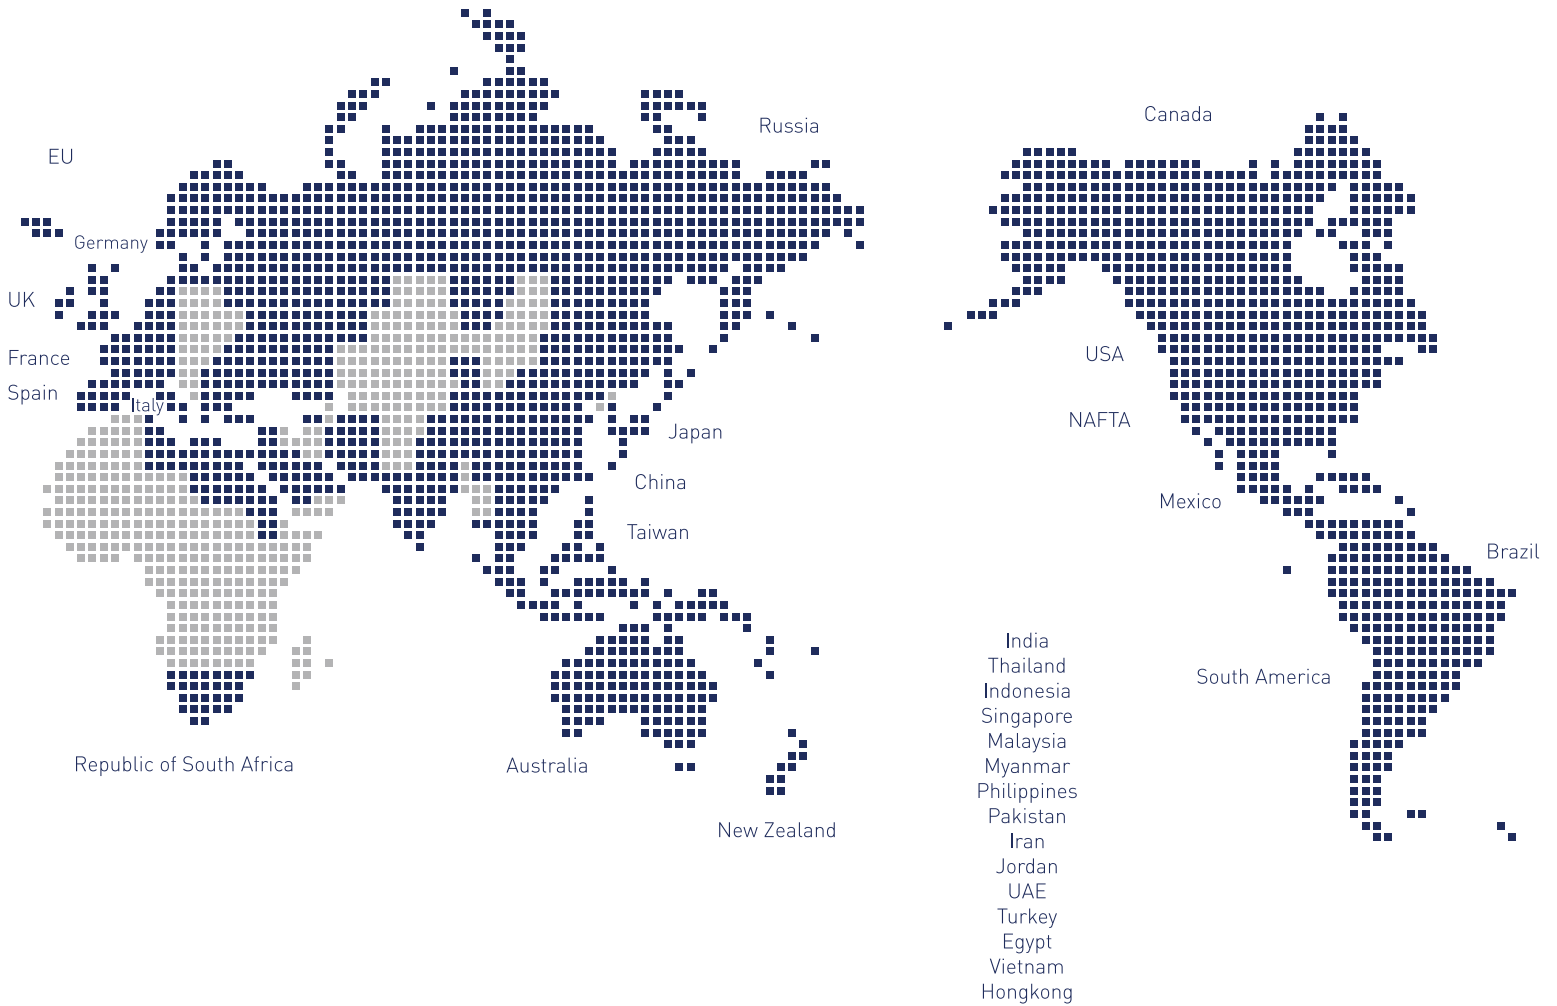 Canada
Russia
EU
Germany
UK
USA
France
Spain
Italy
NAFTA
Japan
China
Mexico
Taiwan
Brazil
India
Thailand
Indonesia
Singapore
Malaysia
Myanmar
Philippines
Pakistan
Iran
Jordan
UAE
Turkey
Egypt
Vietnam
Hongkong
South America
Republic of South Africa
Australia
New Zealand